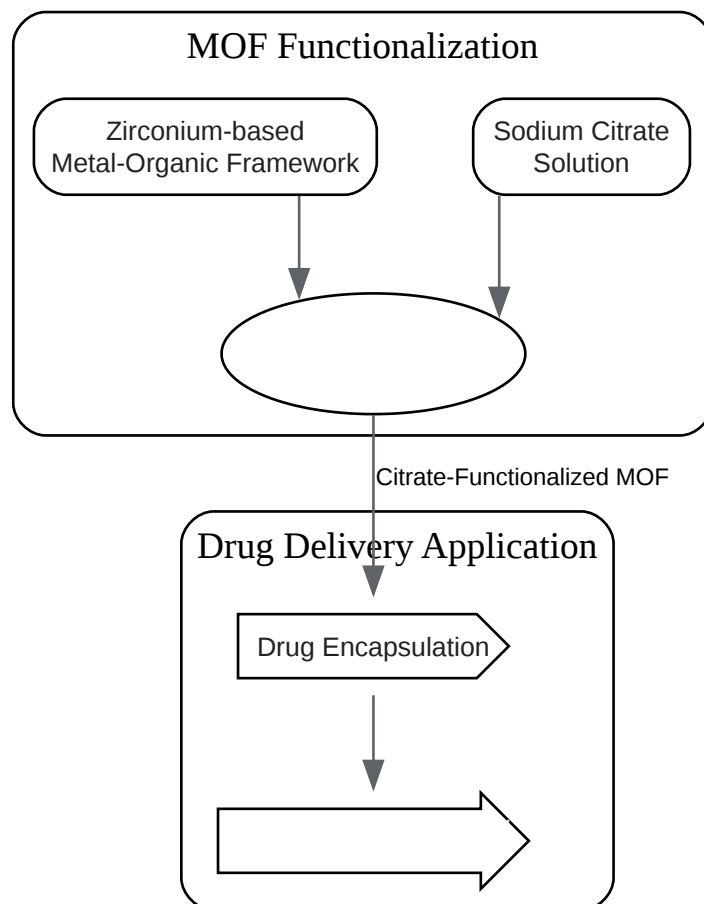 MOF Functionalization
Zirconium-based
Metal-Organic Framework
Sodium Citrate
Solution
Citrate-Functionalized MOF
Drug Delivery Application
Drug Encapsulation